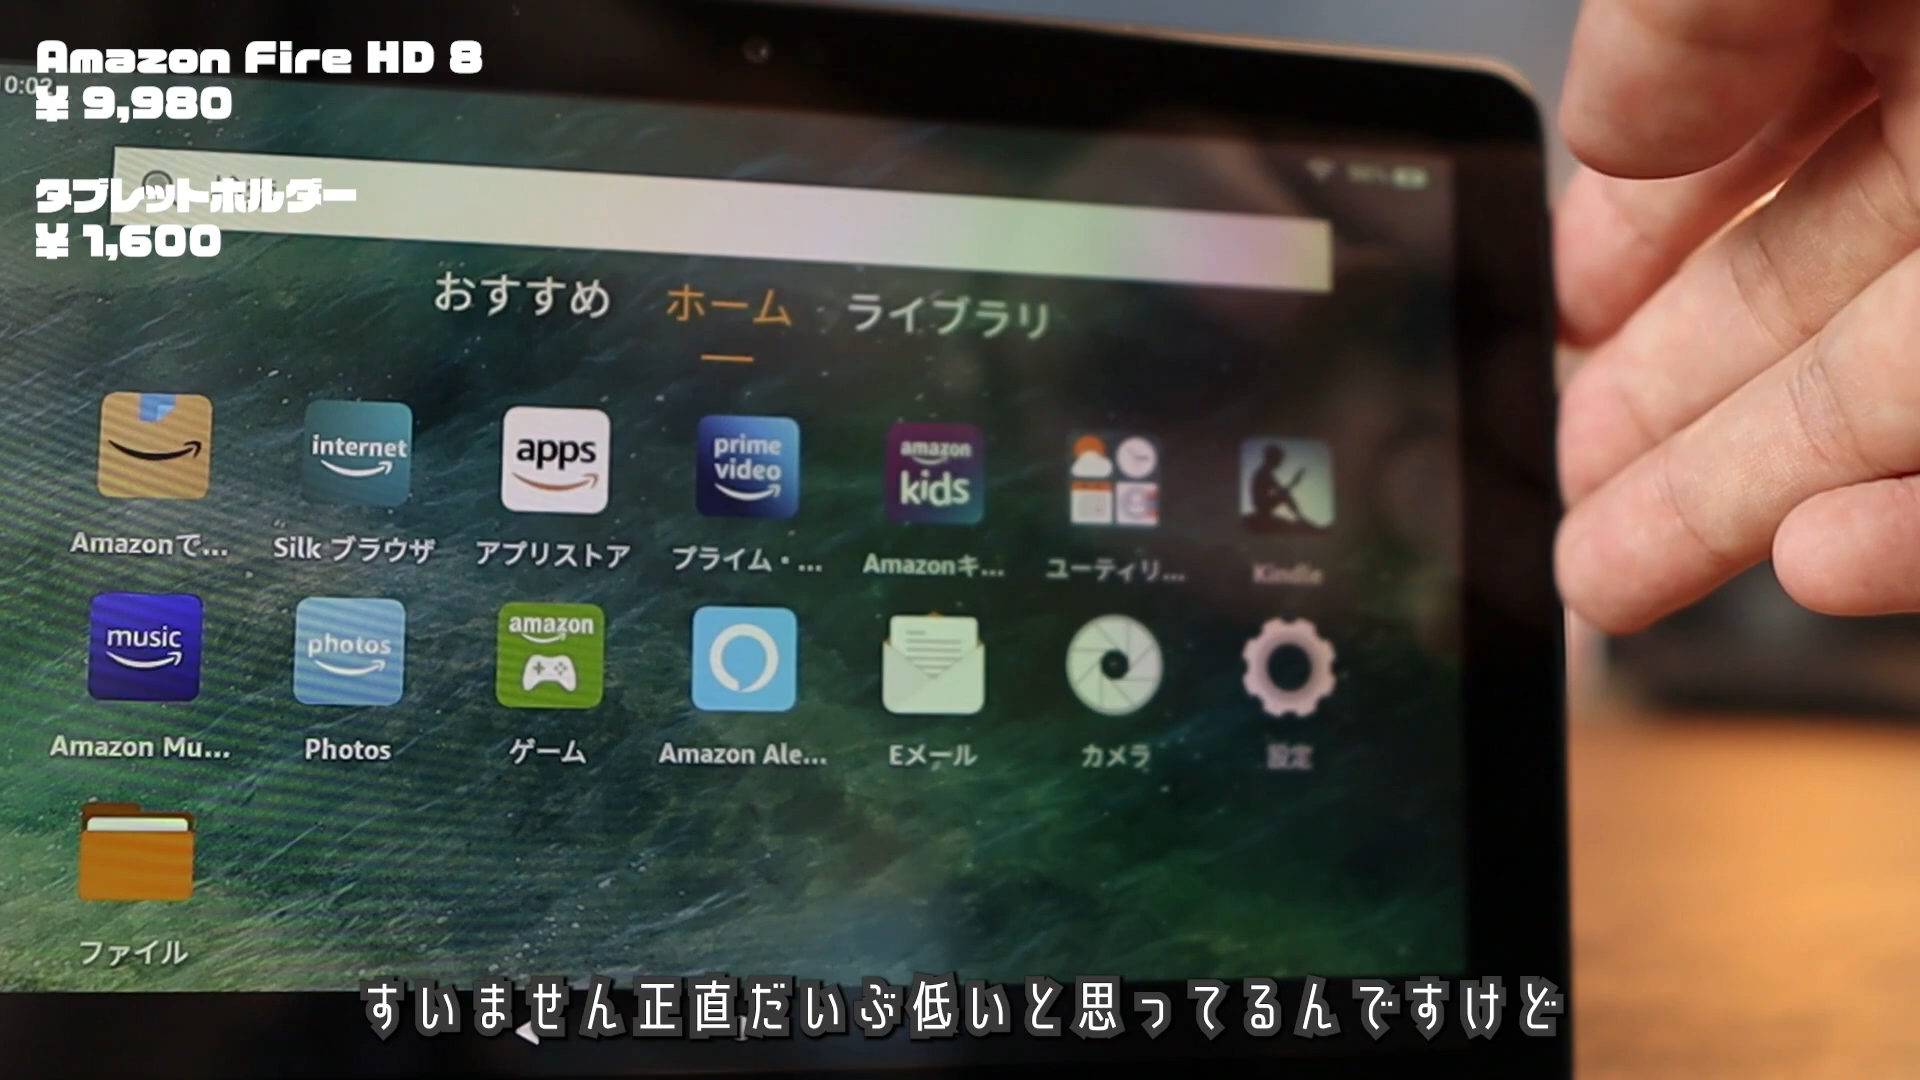 Amazon Fire HD 8
¥ 9,980
タブレットホルダー
¥ 1,600
おすすめ ホーム ライブラリ
internet
apps
prime video
amazon kids
Amazonで...
Silk ブラウザ
アプリストア
プライム・...
Amazonキ...
ユーティリ...
Kindle
music
photos
amazon
Amazon Mu...
Photos
ゲーム
Amazon Ale...
Eメール
カメラ
設定
ファイル
すいません正直だいぶ低いと思ってるんですけど